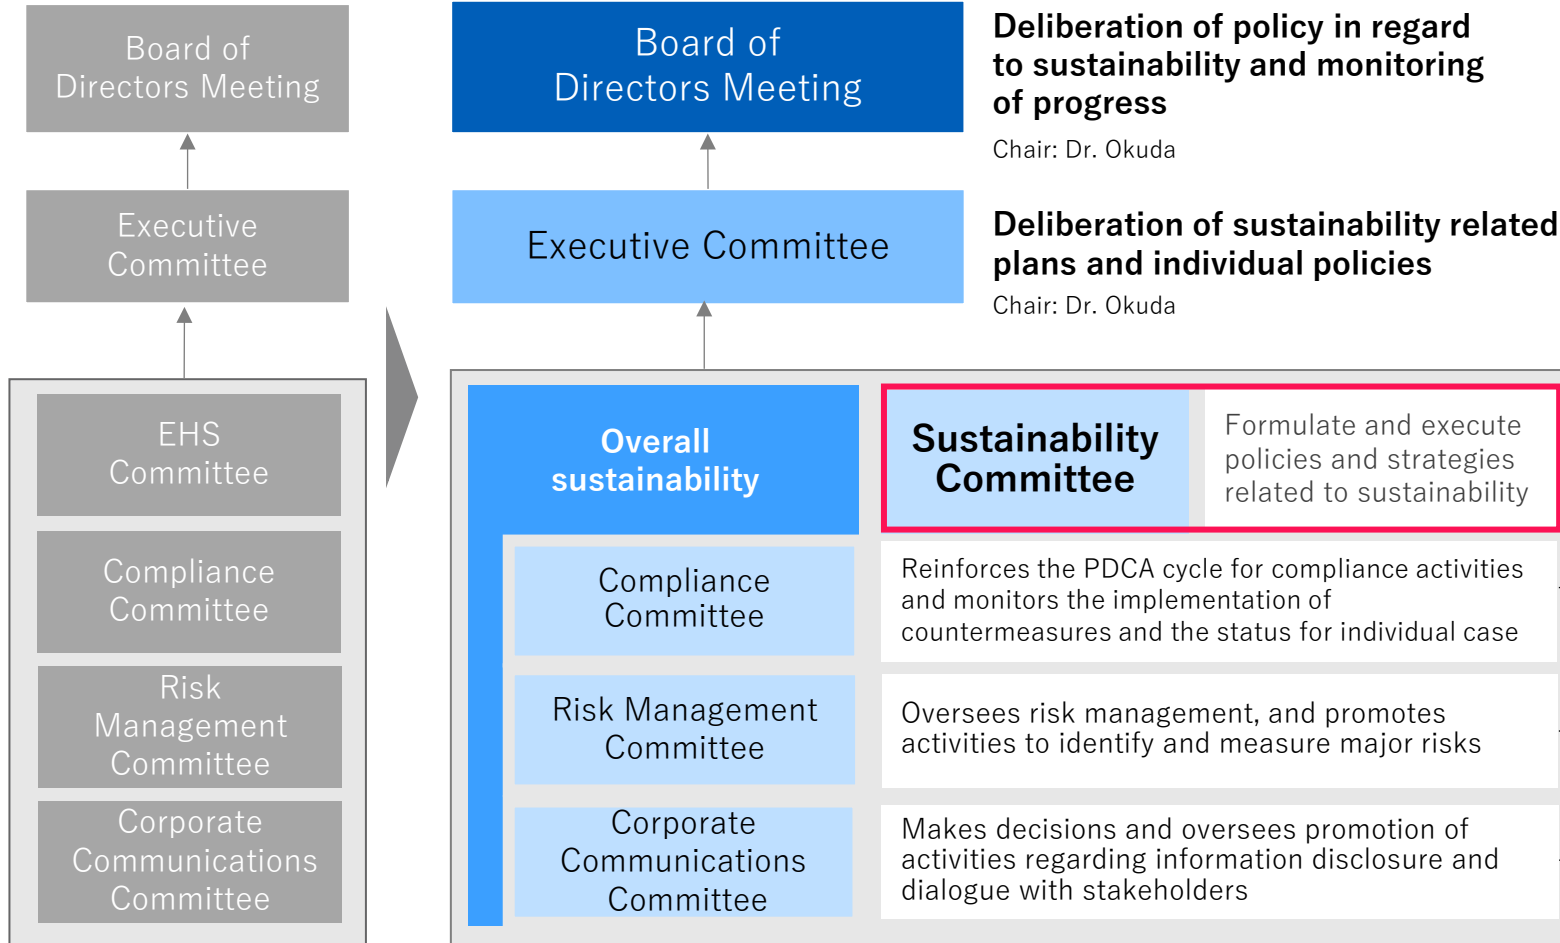 Board of
Directors Meeting
Executive
Committee
EHS
Committee
Compliance
Committee
Risk
Management
Committee
Corporate
Communications
Committee
Board of
Directors Meeting
Deliberation of policy in regard
to sustainability and monitoring
of progress
Chair: Dr. Okuda
Executive Committee
Deliberation of sustainability related
plans and individual policies
Chair: Dr. Okuda
Overall
sustainability
Sustainability
Committee
Formulate and execute
policies and strategies
related to sustainability
Compliance
Committee
Reinforces the PDCA cycle for compliance activities
and monitors the implementation of
countermeasures and the status for individual case
Risk Management
Committee
Oversees risk management, and promotes
activities to identify and measure major risks
Corporate
Communications
Committee
Makes decisions and oversees promotion of
activities regarding information disclosure and
dialogue with stakeholders